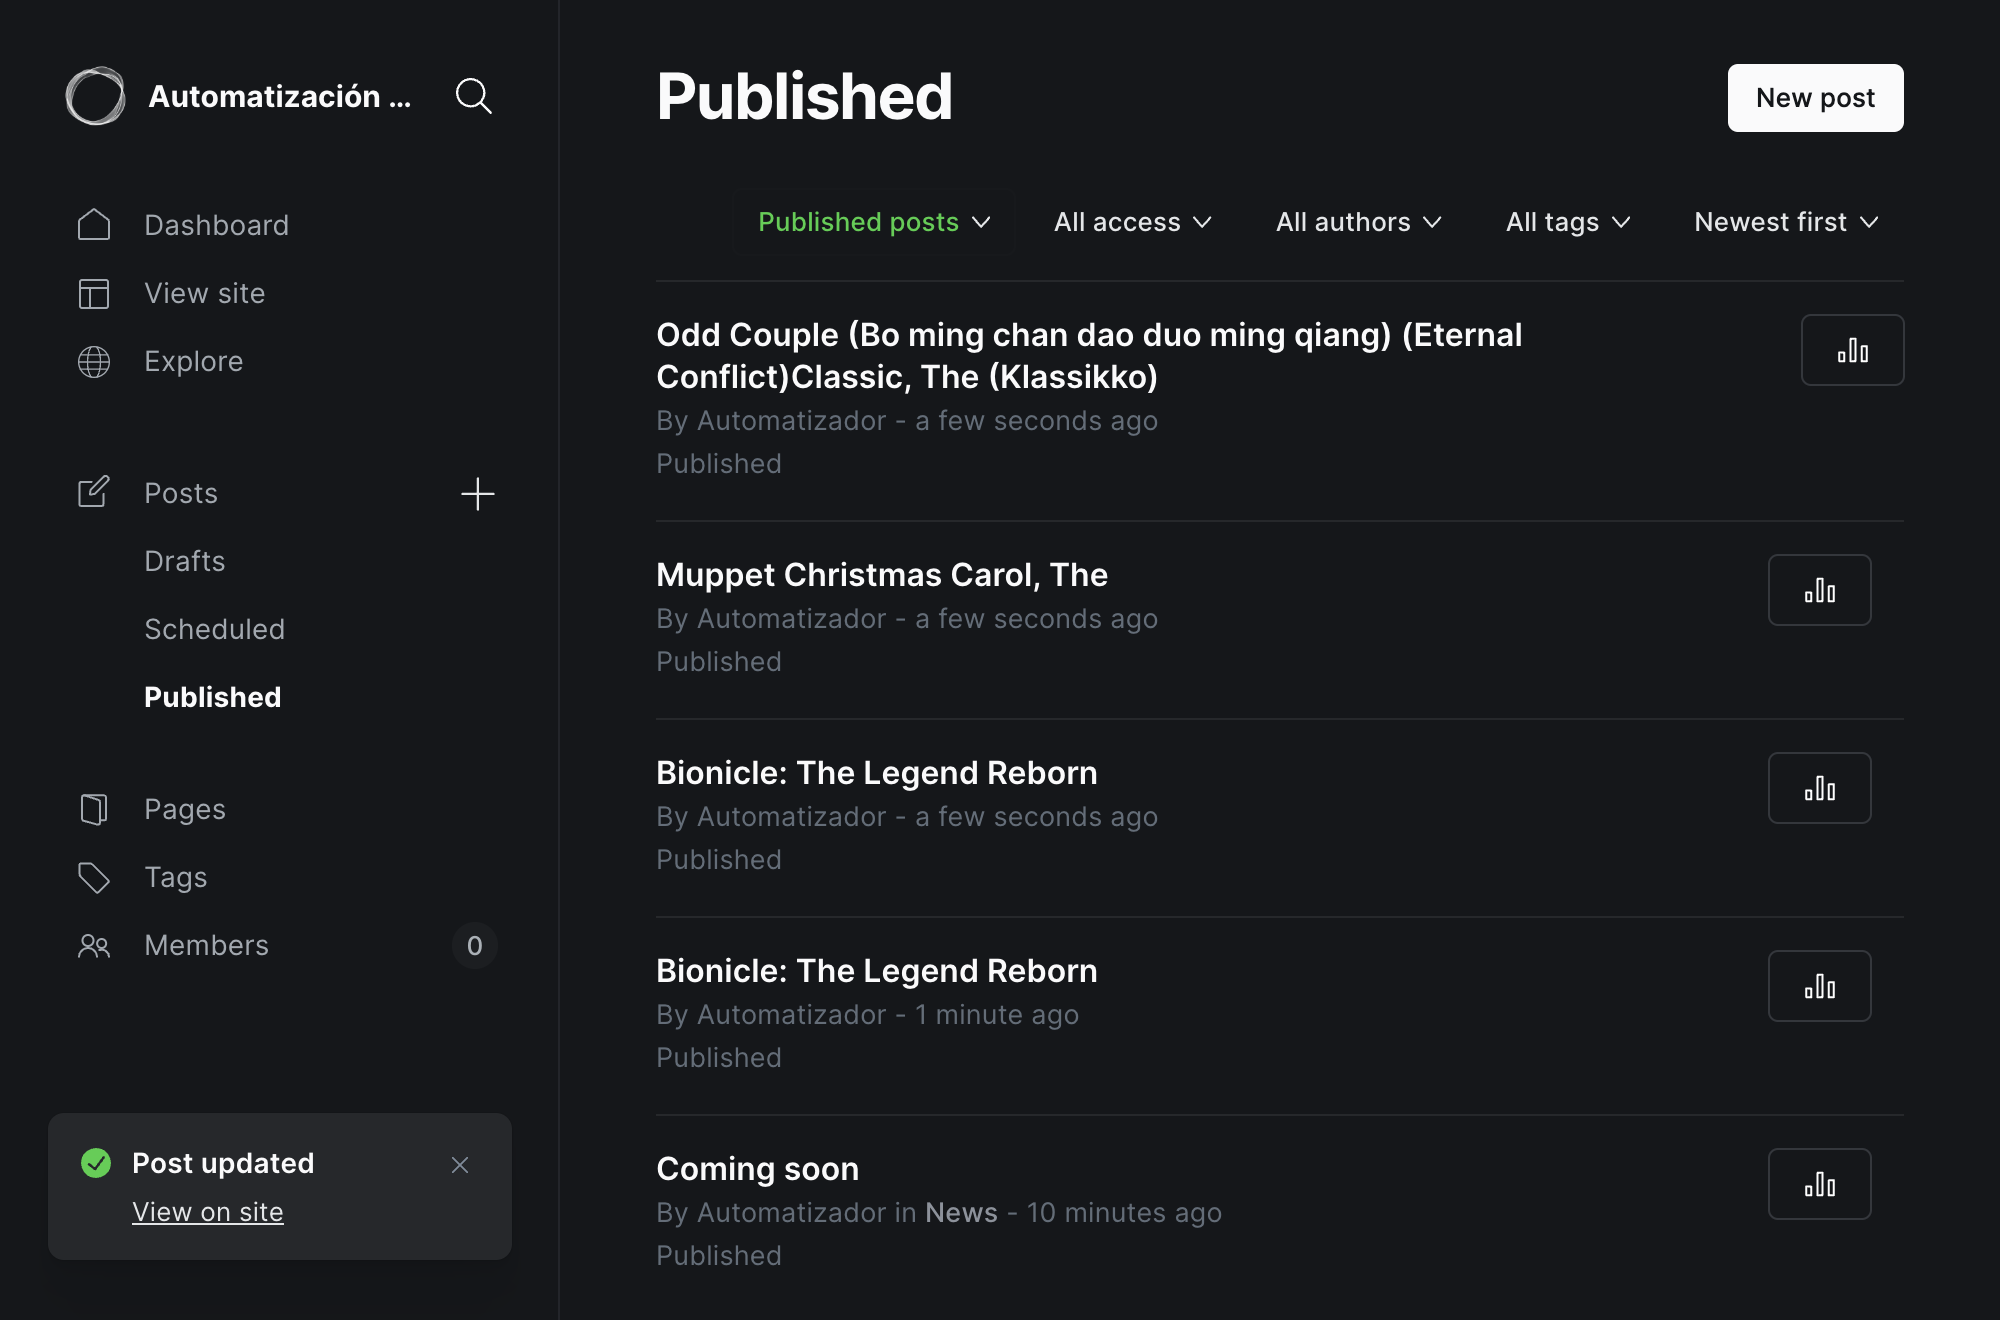 Automatización ...
Dashboard
View site
Explore
Posts
Drafts
Scheduled
Published
Pages
Tags
Members
0
Post updated
View on site
Published
New post
Published posts
All access
All authors
All tags
Newest first
Odd Couple (Bo ming chan dao duo ming qiang) (Eternal
Conflict)Classic, The (Klassikko)
By Automatizador - a few seconds ago
Published
Muppet Christmas Carol, The
By Automatizador - a few seconds ago
Published
Bionicle: The Legend Reborn
By Automatizador - a few seconds ago
Published
Bionicle: The Legend Reborn
By Automatizador - 1 minute ago
Published
Coming soon
By Automatizador in News - 10 minutes ago
Published